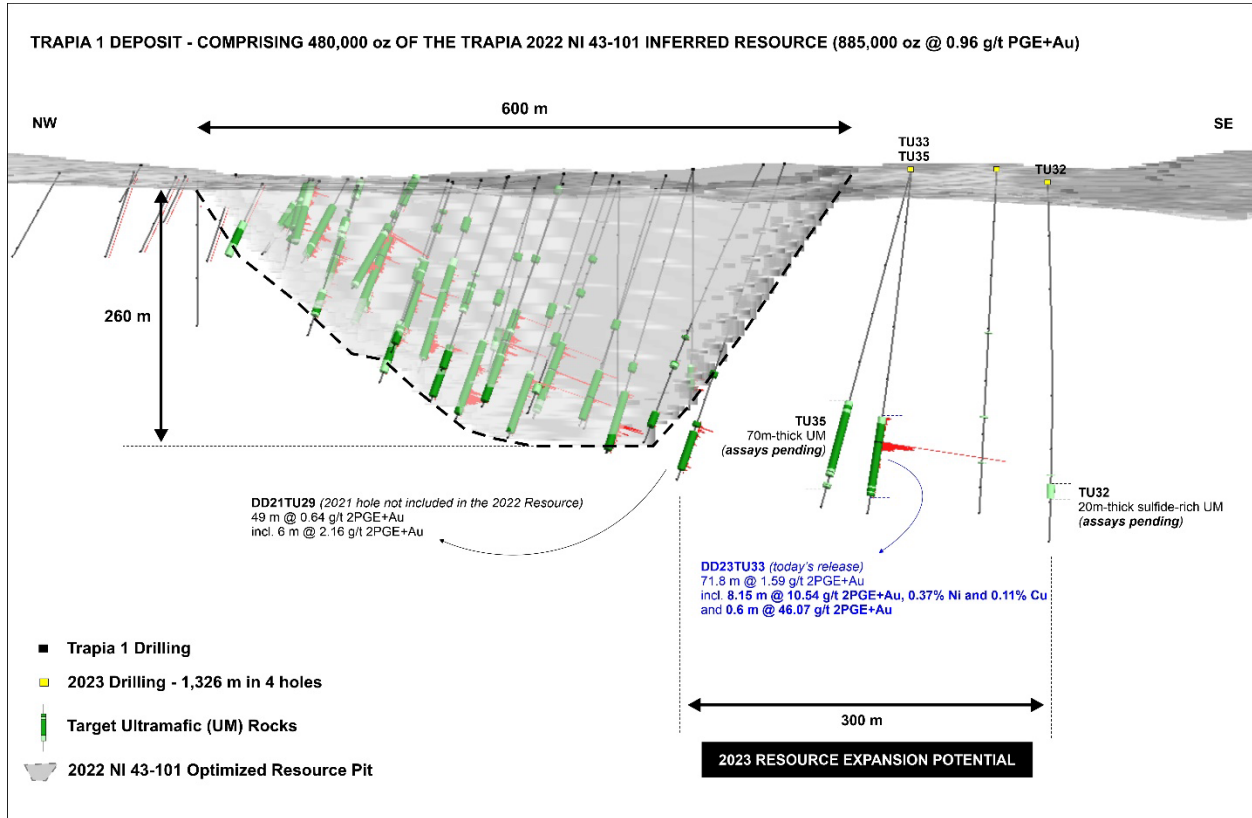 TRAPIA 1 DEPOSIT - COMPRISING 480,000 oz OF THE TRAPIA 2022 NI 43-101 INFERRED RESOURCE (885,000 oz @ 0.96 g/t PGE+Au)
600 m
NW
SE
TU33
TU35
TU32
260 m
TU35
70m-thick UM
(assays pending)
TU32
20m-thick sulfide-rich UM
(assays pending)
DD21TU29 (2021 hole not included in the 2022 Resource)
49 m @ 0.64 g/t 2PGE+Au
incl. 6 m @ 2.16 g/t 2PGE+Au
DD23TU33 (today's release)
71.8 m @ 1.59 g/t 2PGE+Au
incl. 8.15 m @ 10.54 g/t 2PGE+Au, 0.37% Ni and 0.11% Cu
and 0.6 m @ 46.07 g/t 2PGE+Au
Trapia 1 Drilling
2023 Drilling - 1,326 m in 4 holes
Target Ultramafic (UM) Rocks
2022 NI 43-101 Optimized Resource Pit
300 m
2023 RESOURCE EXPANSION POTENTIAL